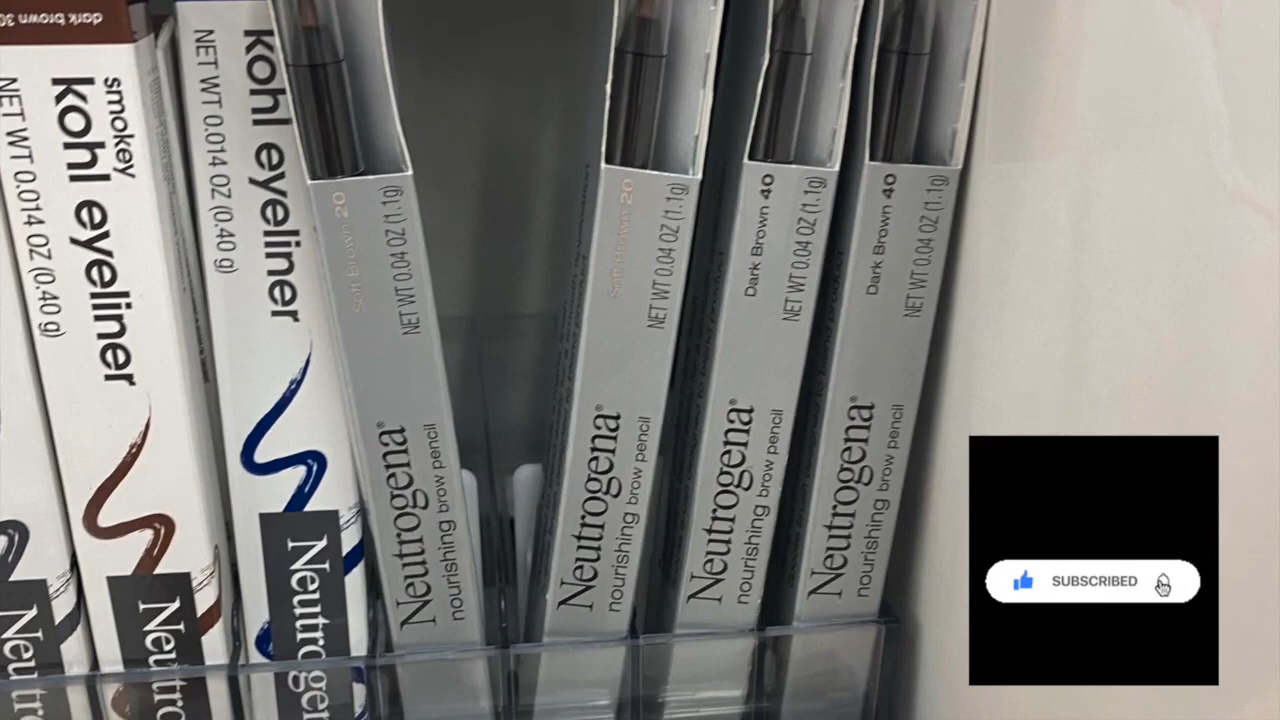 dark brown 30
NET WT 0.014 OZ (0.40 g)
smokey
kohl eyeliner
NET WT 0.014 OZ (0.40 g)
kohl eyeliner
Soft Brown 20
NET WT 0.04 OZ (1.1g)
Neutrogena®
nourishing brow pencil
Soft Brown 20
NET WT 0.04 OZ (1.1g)
Neutrogena®
nourishing brow pencil
Dark Brown 40
NET WT 0.04 OZ (1.1g)
Neutrogena®
nourishing brow pencil
Dark Brown 40
NET WT 0.04 OZ (1.1g)
Neutrogena®
nourishing brow pencil
Neutr
Neutro
Neutrogen
SUBSCRIBED